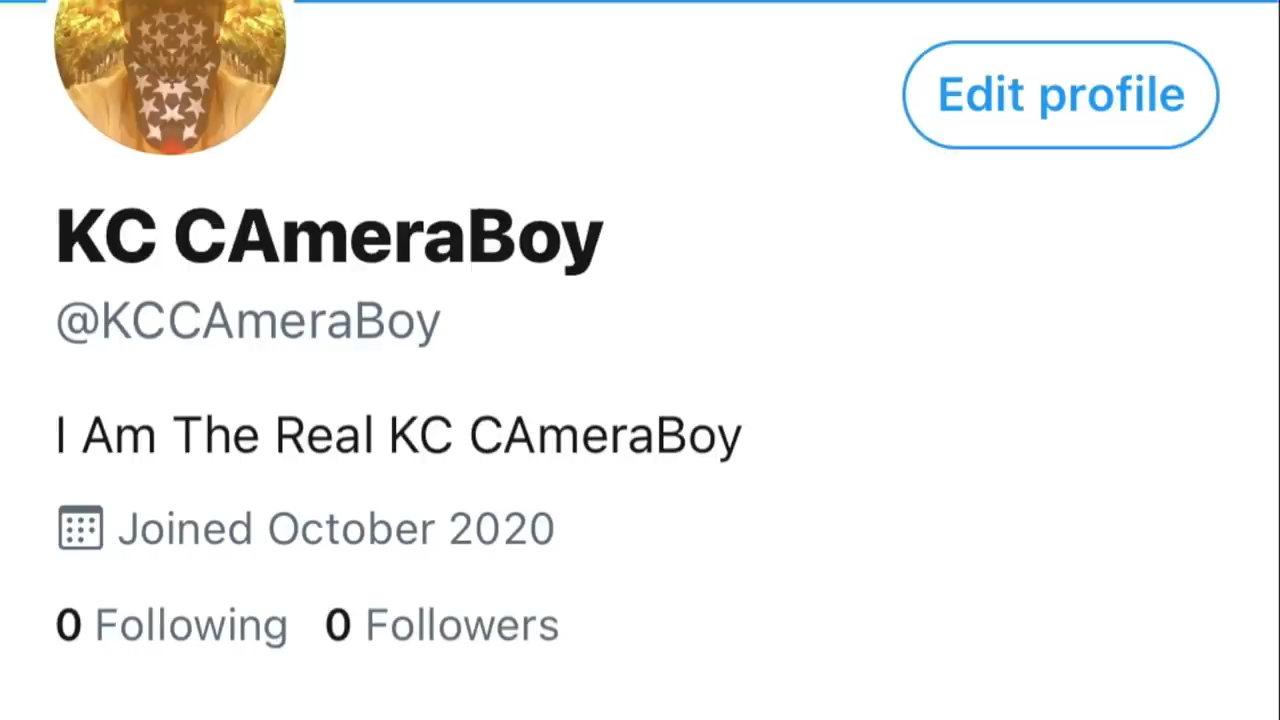 Edit profile
KC CAmeraBoy
@KCCAmeraBoy
I Am The Real KC CAmeraBoy
Joined October 2020
0 Following 0 Followers